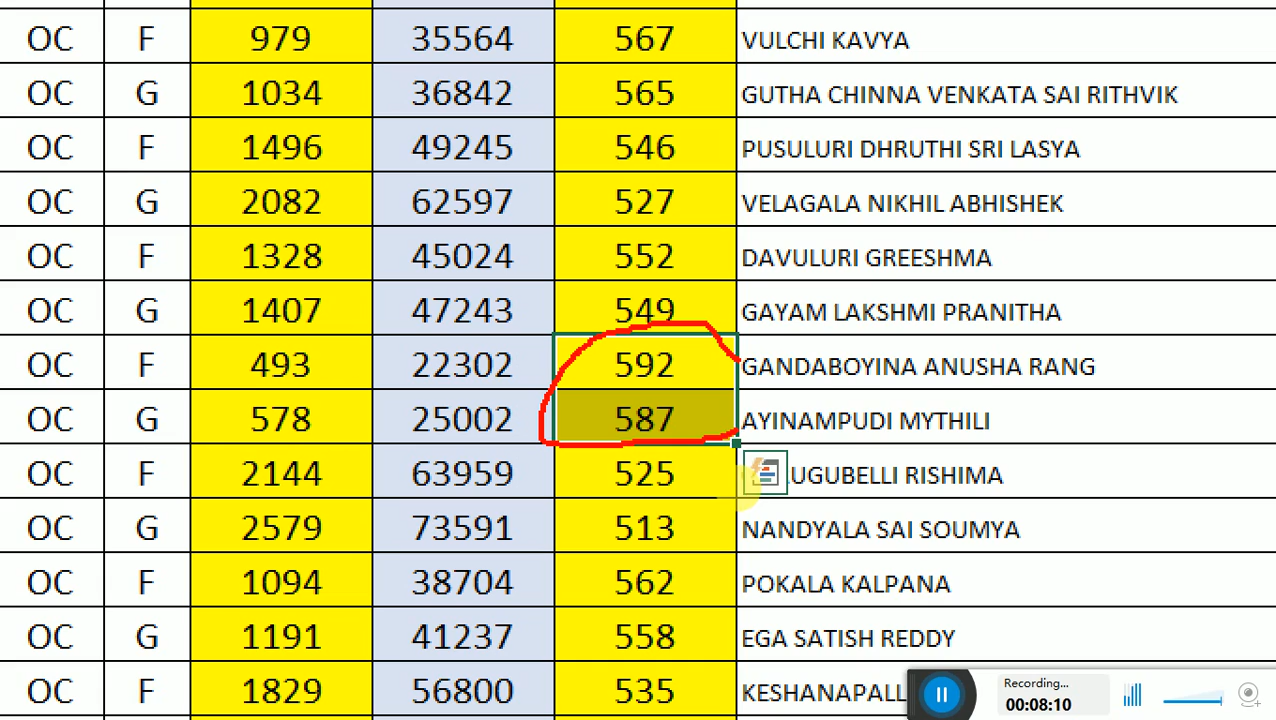 OC F 979 35564 567 VULCHI KAVYA
OC G 1034 36842 565 GUTHA CHINNA VENKATA SAI RITHVIK
OC F 1496 49245 546 PUSULURI DHRUTHI SRI LASYA
OC G 2082 62597 527 VELAGALA NIKHIL ABHISHEK
OC F 1328 45024 552 DAVULURI GREESHMA
OC G 1407 47243 549 GAYAM LAKSHMI PRANITHA
OC F 493 22302 592 GANDABOYINA ANUSHA RANG
OC G 578 25002 587 AYINAMPUDI MYTHILI
OC F 2144 63959 525 RISHIMA
OC G 2579 73591 513 NANDYALA SAI SOUMYA
OC F 1094 38704 562 POKALA KALPANA
OC G 1191 41237 558 EGA SATISH REDDY
OC F 1829 56800 535
Recording...
00:08:10